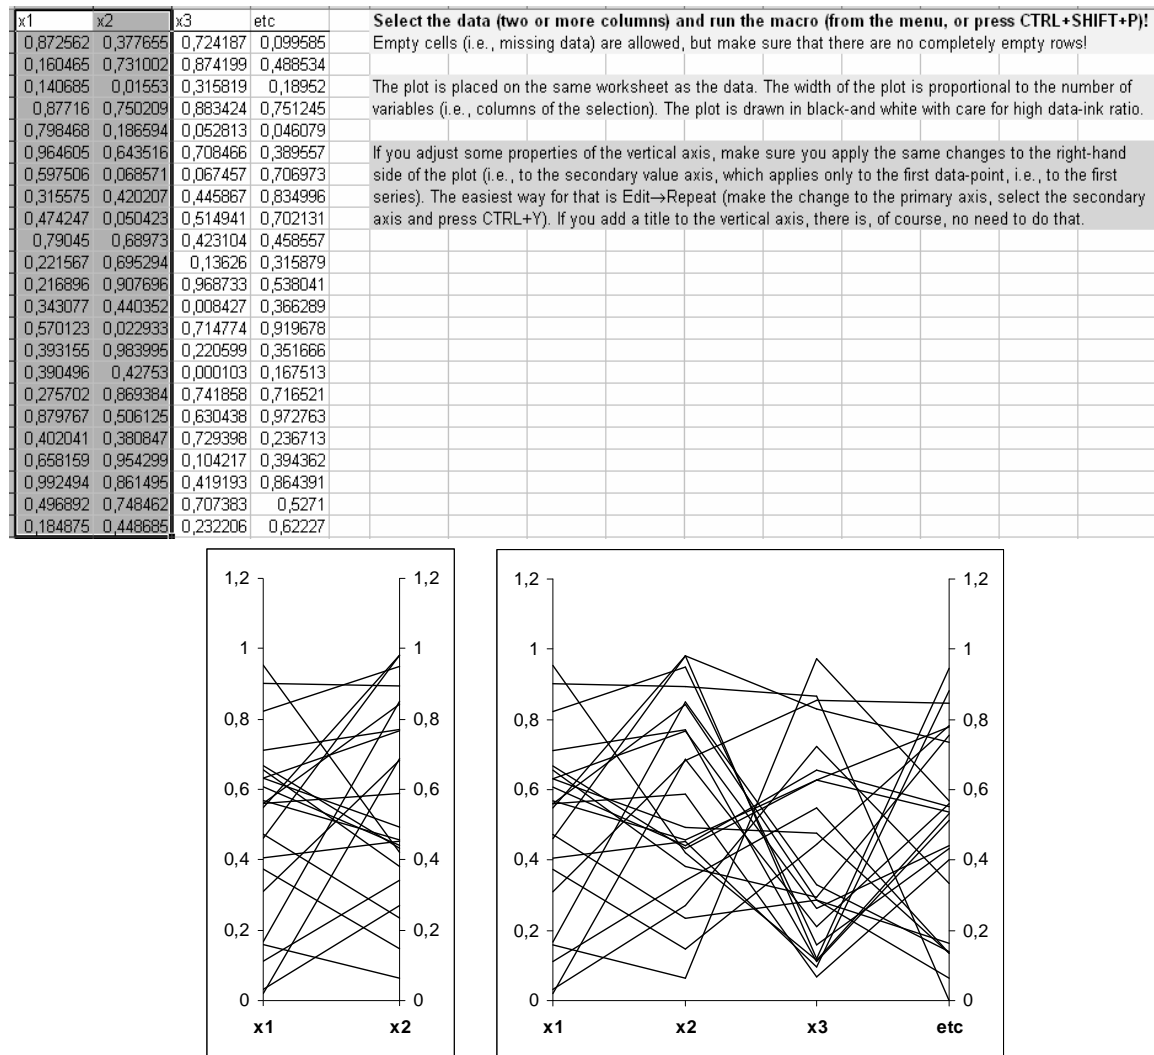 x1 x2 x3 etc Select the data (two or more columns) and run the macro (from the menu, or press CTRL+SHIFT+P)!
0,872562 0,377655 0,724187 0,099585 Empty cells (i.e., missing data) are allowed, but make sure that there are no completely empty rows!
0,160465 0,731002 0,874199 0,488534
0,140685 0,01553 0,315819 0,18952 The plot is placed on the same worksheet as the data. The width of the plot is proportional to the number of
0,87716 0,750209 0,883424 0,751245 variables (i.e., columns of the selection). The plot is drawn in black-and white with care for high data-ink ratio.
0,798468 0,186594 0,052813 0,046079
0,964605 0,643516 0,708466 0,389557 If you adjust some properties of the vertical axis, make sure you apply the same changes to the right-hand
0,597506 0,068571 0,067457 0,706973 side of the plot (i.e., to the secondary value axis, which applies only to the first data-point, i.e., to the first
0,315575 0,420207 0,445867 0,834996 series). The easiest way for that is Edit→Repeat (make the change to the primary axis, select the secondary
0,474247 0,050423 0,514941 0,702131 axis and press CTRL+Y). If you add a title to the vertical axis, there is, of course, no need to do that.
0,79045 0,68973 0,423104 0,458557
0,221567 0,695294 0,13626 0,315879
0,216896 0,907696 0,968733 0,538041
0,343077 0,440352 0,008427 0,366289
0,570123 0,022933 0,714774 0,919678
0,393155 0,983995 0,220599 0,351666
0,390496 0,42753 0,000103 0,167513
0,275702 0,869384 0,741858 0,716521
0,879767 0,506125 0,630438 0,972763
0,402041 0,380847 0,729398 0,236713
0,658159 0,954299 0,104217 0,394362
0,992494 0,861495 0,419193 0,864391
0,496892 0,748462 0,707383 0,5271
0,184875 0,448685 0,232206 0,62227
1,2 1,2 1,2 1,2
1 1 1 1
0,8 0,8 0,8 0,8
0,6 0,6 0,6 0,6
0,4 0,4 0,4 0,4
0,2 0,2 0,2 0,2
0 0 0 0
x1 x2 x1 x2 x3 etc